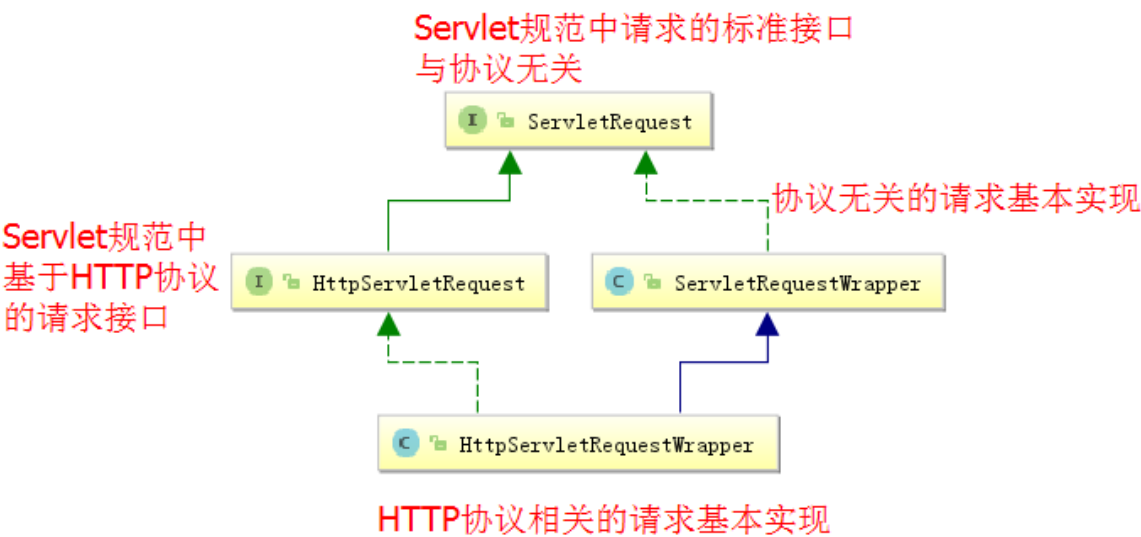 Servlet规范中请求的标准接口
与协议无关
I ServletRequest
协议无关的请求基本实现
Servlet规范中
基于HTTP协议
的请求接口
I HttpServletRequest
C ServletRequestWrapper
C HttpServletRequestWrapper
HTTP协议相关的请求基本实现